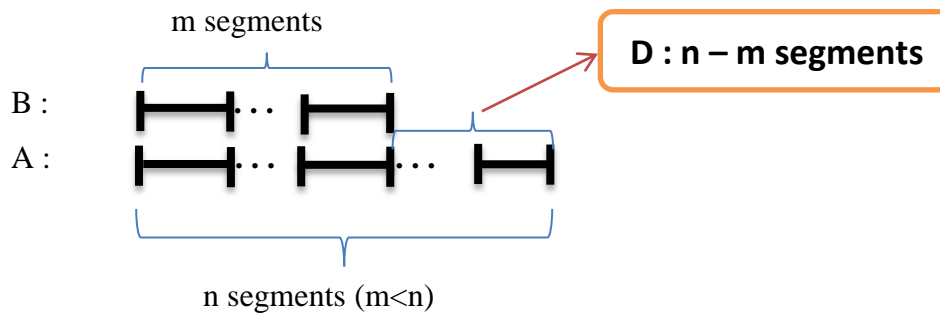 m segments
D : n – m segments
B :
...
A :
... ...
n segments (m<n)